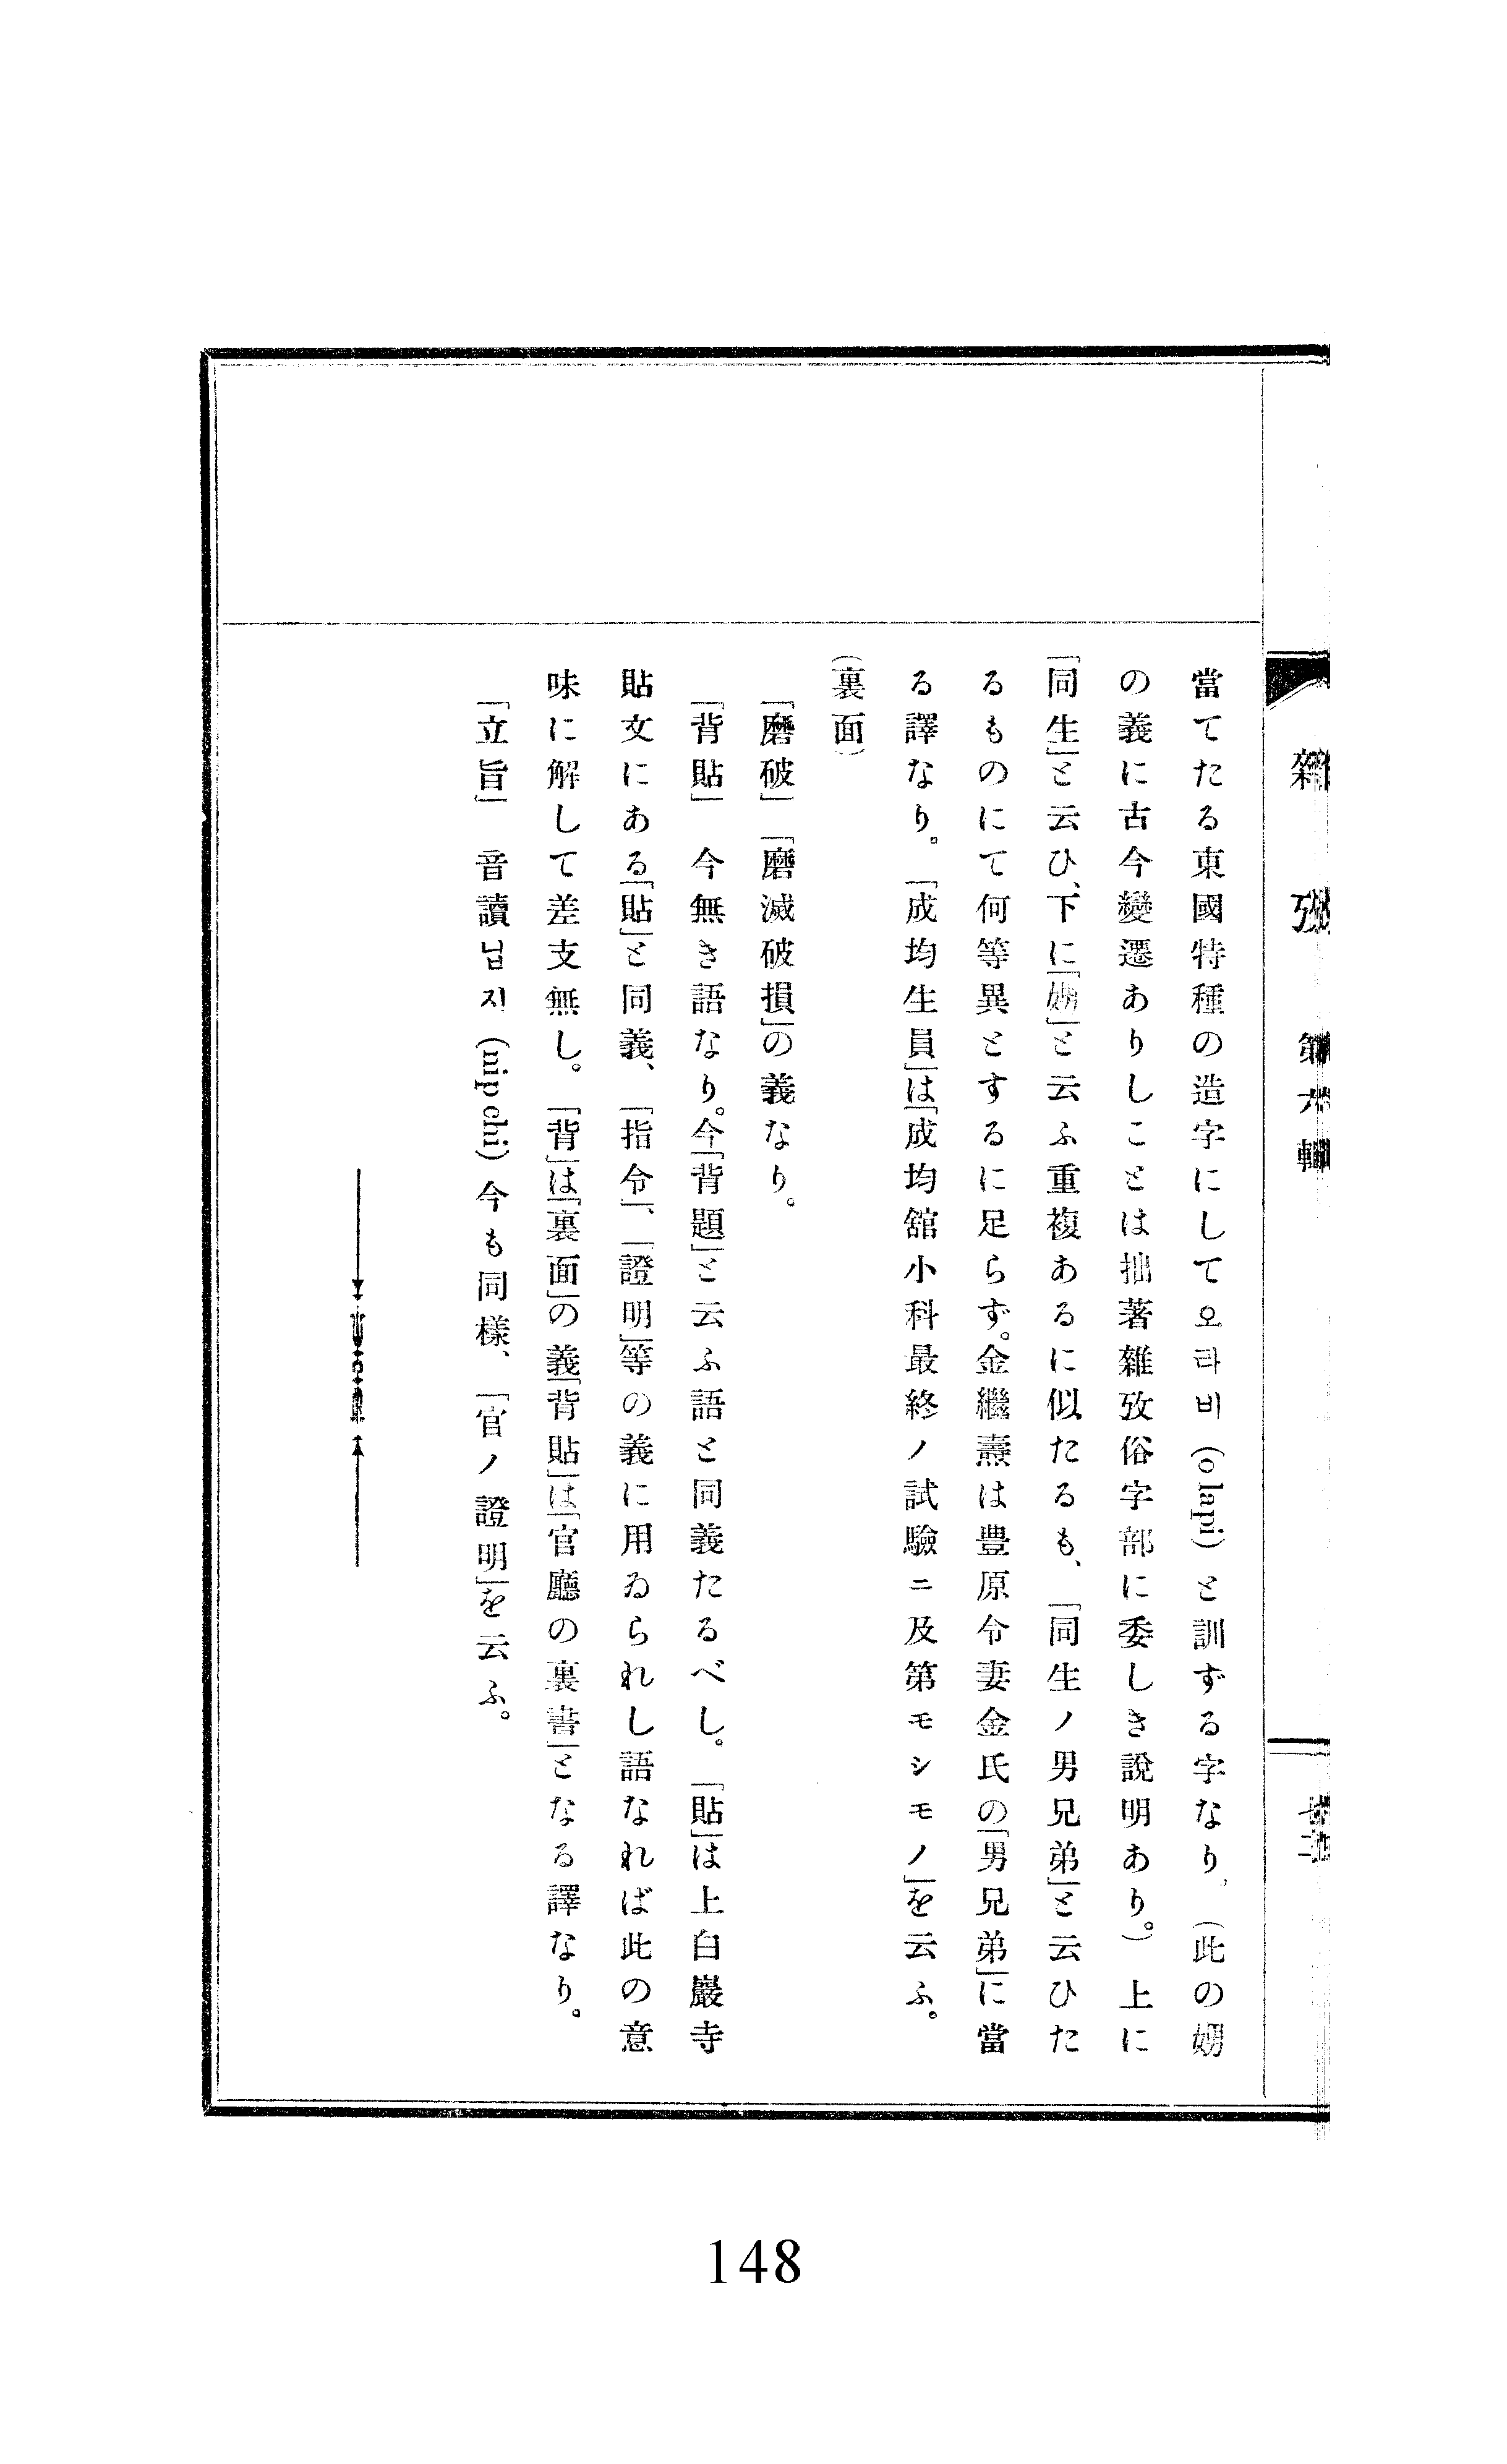 雜攷 第六輯
當てたる東國特種の造字にして오라비(olapi)と訓ずる字なり、(此の娚
の義に古今變遷ありしことは拙著雜攷俗字部に委しき說明あり。)上に
「同生」と云ひ、下に「娚」と云ふ重複あるに似たるも、「同生ノ男兄弟」と云ひた
るものにて何等異とするに足らず。金繼燾は豊原令妻金氏の「男兄弟」に當
る譯なり。「成均生員」は「成均舘小科最終ノ試驗ニ及第モシモノ」を云ふ。
(裏面)
「磨破」「磨滅破損」の義なり。
「背貼」 今無き語なり。今「背題」と云ふ語と同義たるべし。「貼」は上白巖寺
貼文にある「貼」と同義、「指令」、「證明」等の義に用ゐられし語なれば此の意
味に解して差支無し。「背」は「裏面」の義「背貼」は「官廳の裏書」となる譯なり。
「立旨」 音讀닙지(nipchi)今も同樣、「官ノ證明」を云ふ。
148